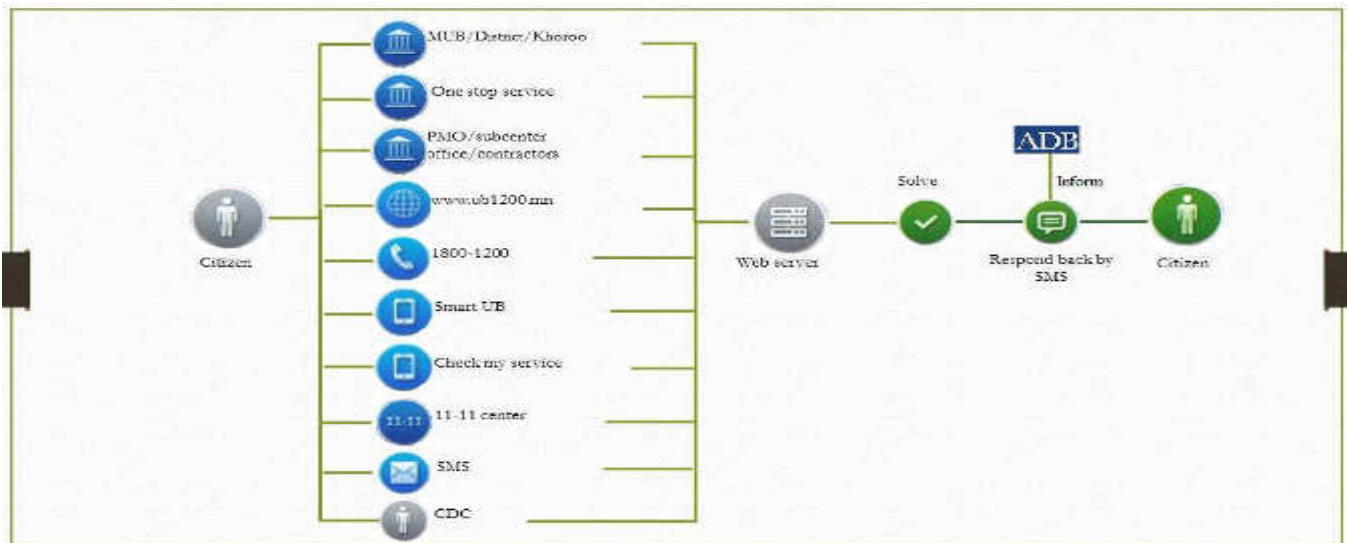 MUB/District/Khoroo
One stop service
PMO/subcenter
office/contractors
www.ub1200.mn
1800-1200
Smart UB
Check my service
11-11
11-11 center
SMS
CDC
Citizen
Web server
Solve
ADB
Inform
Respond back by
SMS
Citizen